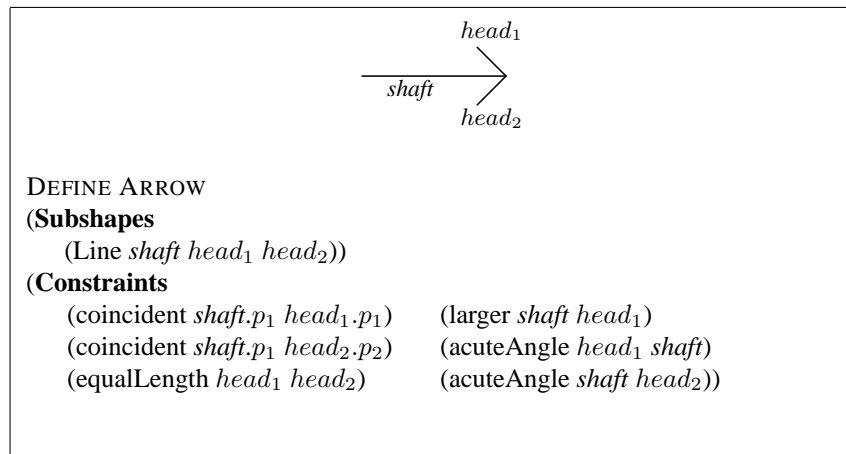 head₁
shaft
head₂
DEFINE ARROW
(Subshapes
(Line shaft head₁ head₂))
(Constraints
(coincident shaft.p₁ head₁.p₁) (larger shaft head₁)
(coincident shaft.p₁ head₂.p₂) (acuteAngle head₁ shaft)
(equalLength head₁ head₂) (acuteAngle shaft head₂))